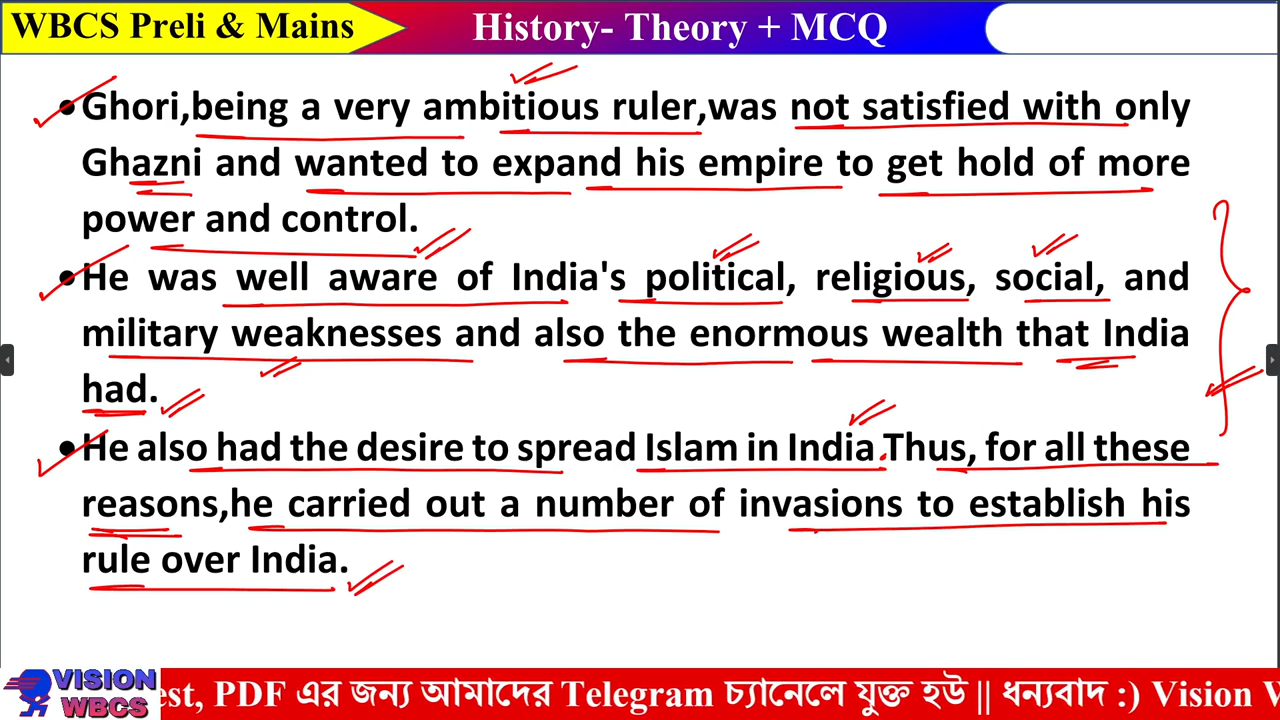 WBCS Preli & Mains
History- Theory + MCQ
•Ghori,being a very ambitious ruler,was not satisfied with only
Ghazni and wanted to expand his empire to get hold of more
power and control.
•He was well aware of India's political, religious, social, and
military weaknesses and also the enormous wealth that India
had.
•He also had the desire to spread Islam in India.Thus, for all these
reasons,he carried out a number of invasions to establish his
rule over India.
VISION
WBCS
est, PDF এর জন্য আমাদের Telegram চ্যানেলে যুক্ত হউ || ধন্যবাদ :) Vision W